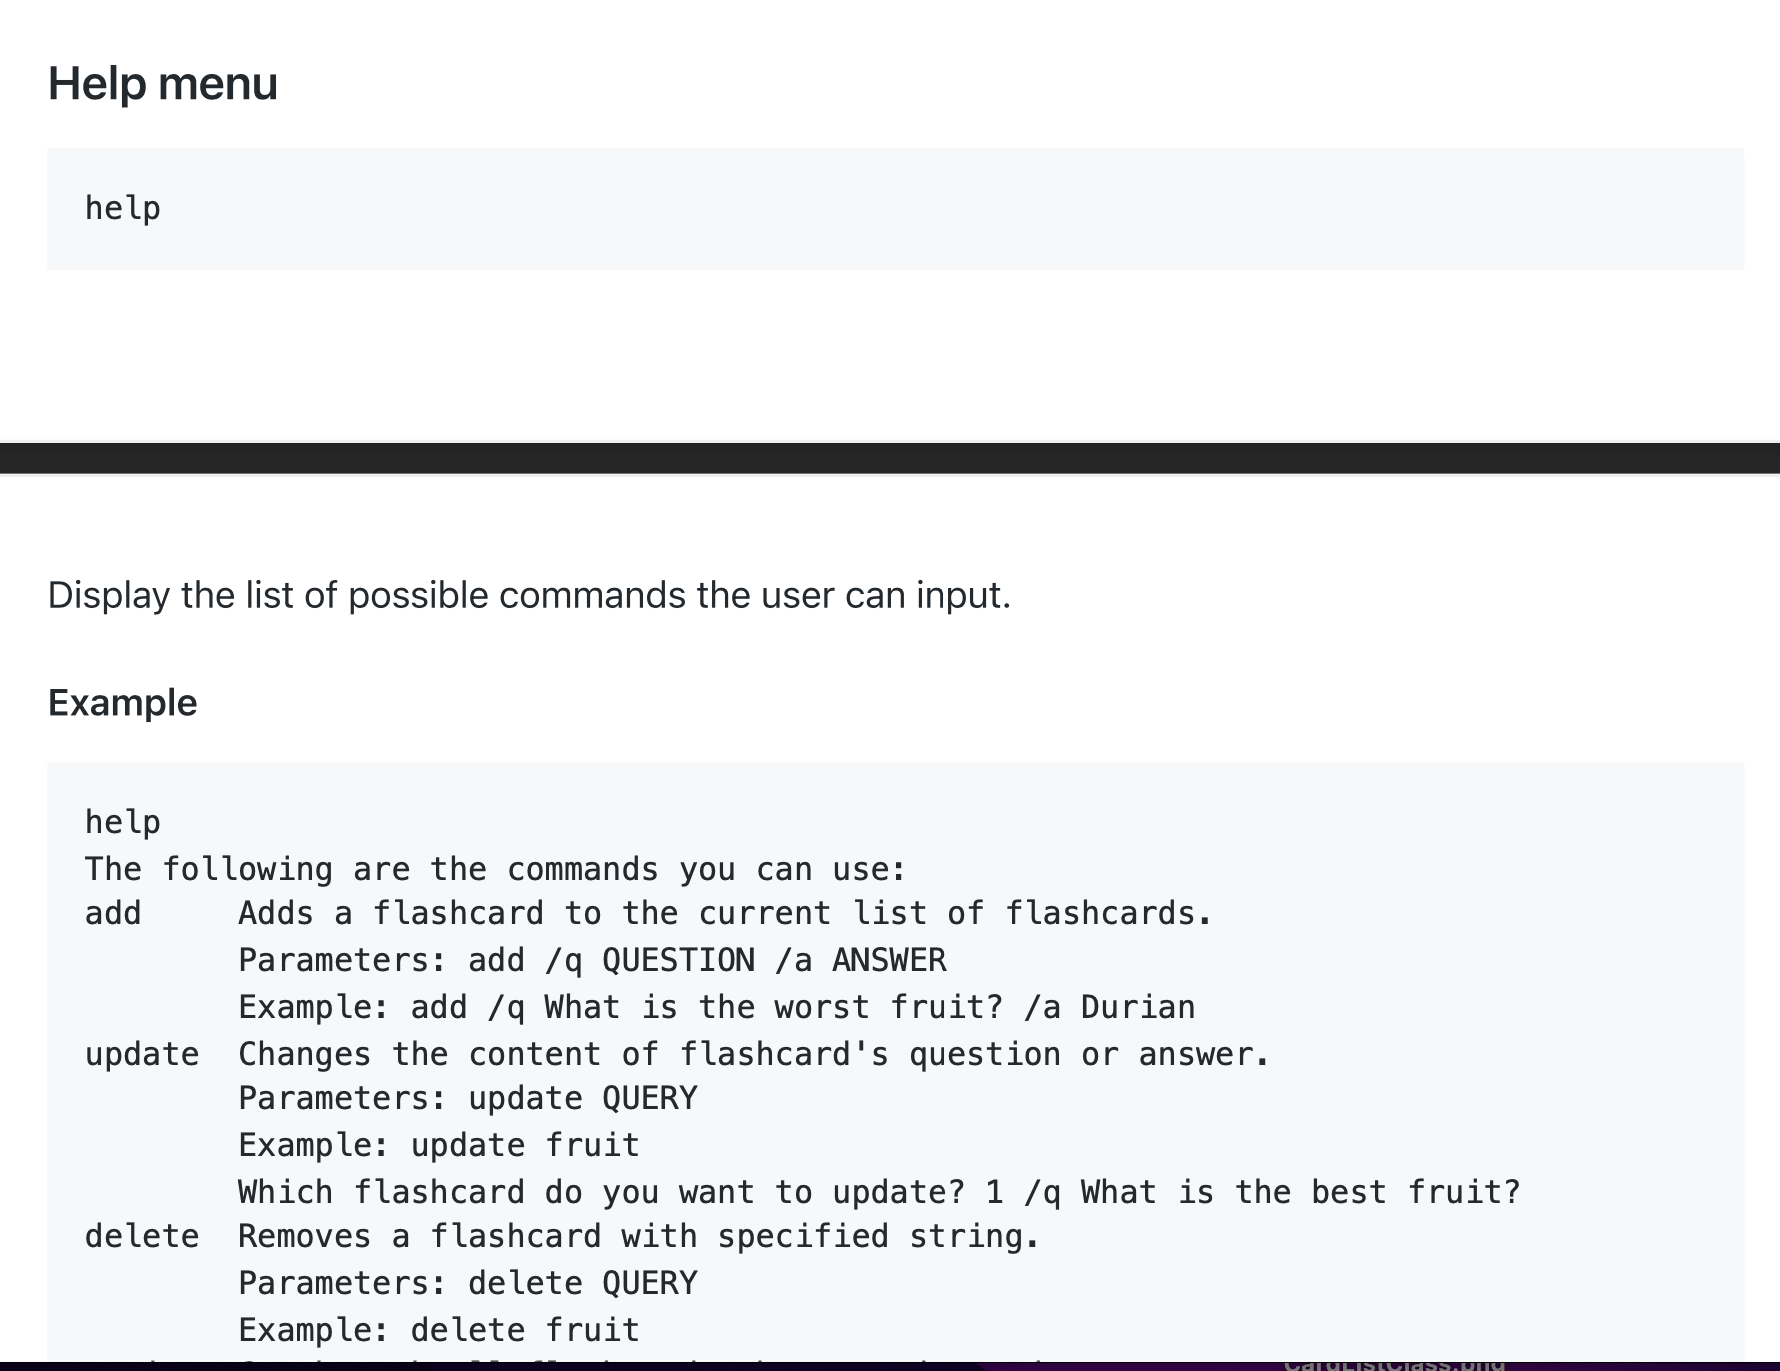 Help menu
help
Display the list of possible commands the user can input.
Example
help
The following are the commands you can use:
add     Adds a flashcard to the current list of flashcards.
        Parameters: add /q QUESTION /a ANSWER
        Example: add /q What is the worst fruit? /a Durian
update  Changes the content of flashcard's question or answer.
        Parameters: update QUERY
        Example: update fruit
        Which flashcard do you want to update? 1 /q What is the best fruit?
delete  Removes a flashcard with specified string.
        Parameters: delete QUERY
        Example: delete fruit
CardListClass.png